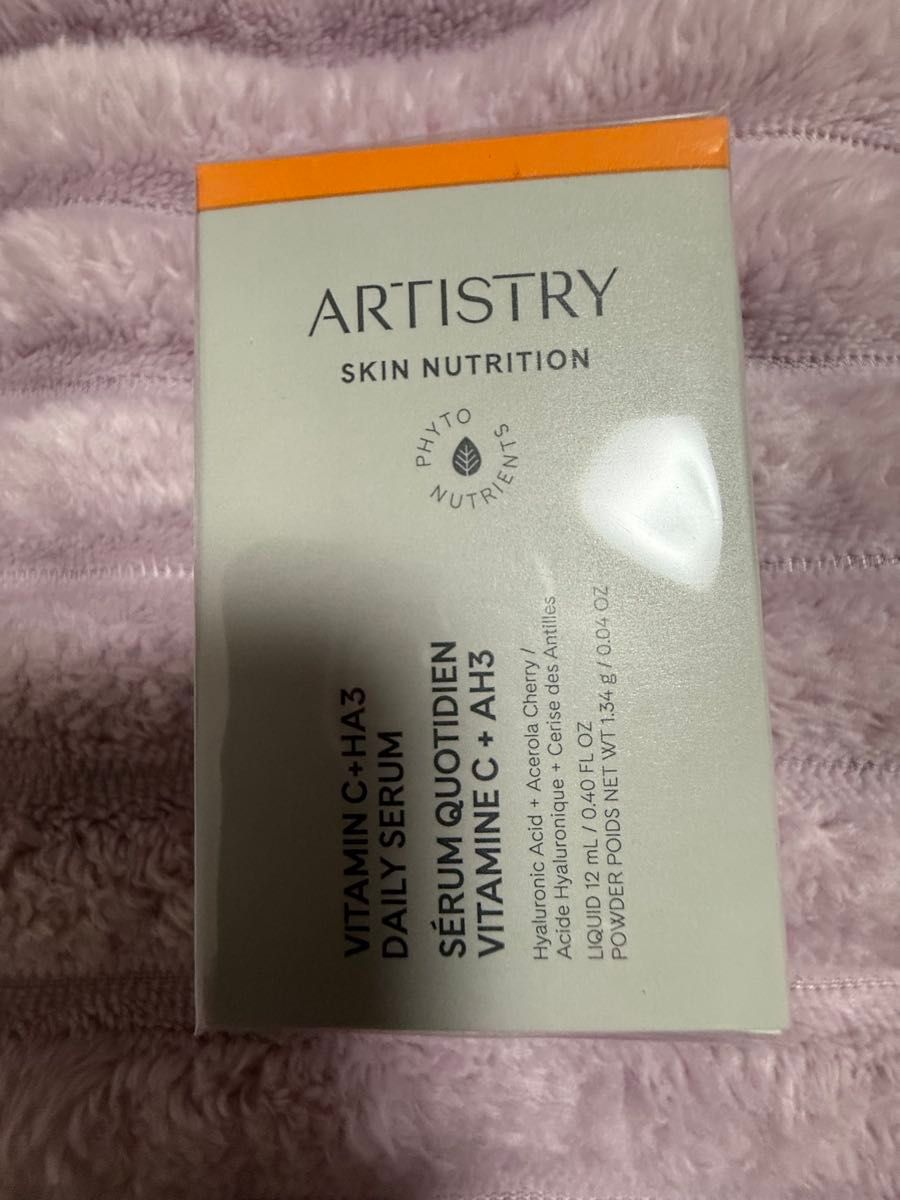 ARTISTRY
SKIN NUTRITION
PHYTO
NUTRIENTS
VITAMIN C+HA3
DAILY SERUM
SÉRUM QUOTIDIEN
VITAMINE C + AH3
Hyaluronic Acid + Acerola Cherry /
Acide Hyaluronique + Cerise des Antilles
LIQUID 12 mL / 0.40 FL OZ
POWDER POIDS NET WT 1.34 g / 0.04 OZ